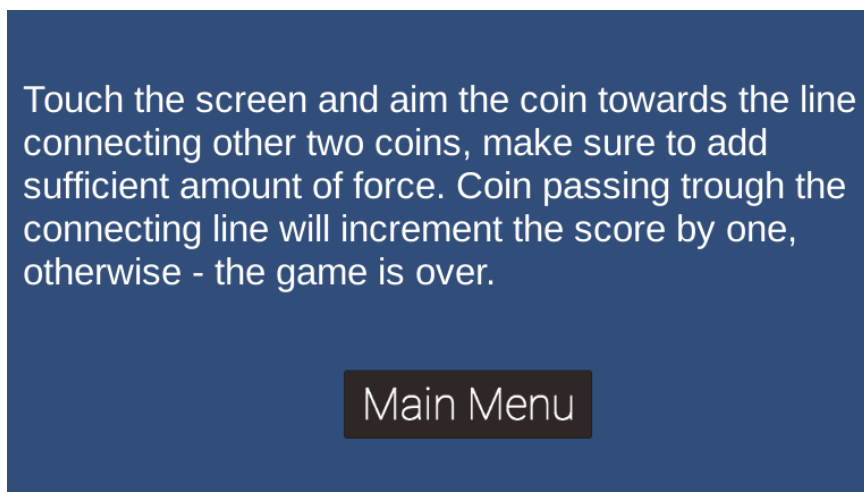 Touch the screen and aim the coin towards the line
connecting other two coins, make sure to add
sufficient amount of force. Coin passing trough the
connecting line will increment the score by one,
otherwise - the game is over.
Main Menu